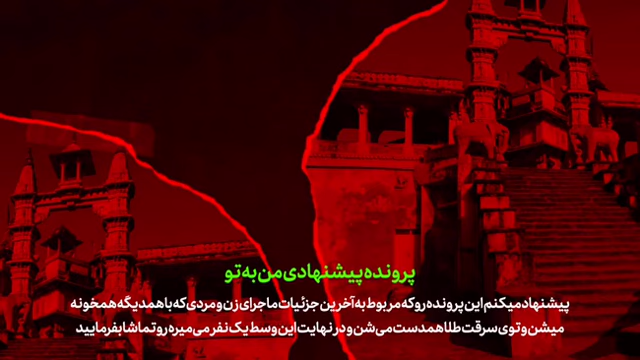 پرونده پیشنهادی من به تو
پیشنهاد میکنم این پرونده رو که مربوط به آخرین جزئیات ماجرای زن و مردی که با همدیگه همخونه
میشن و توی سرقت طلا همدست می شن و در نهایت این وسط یک نفر می میره رو تماشا بفرمایید